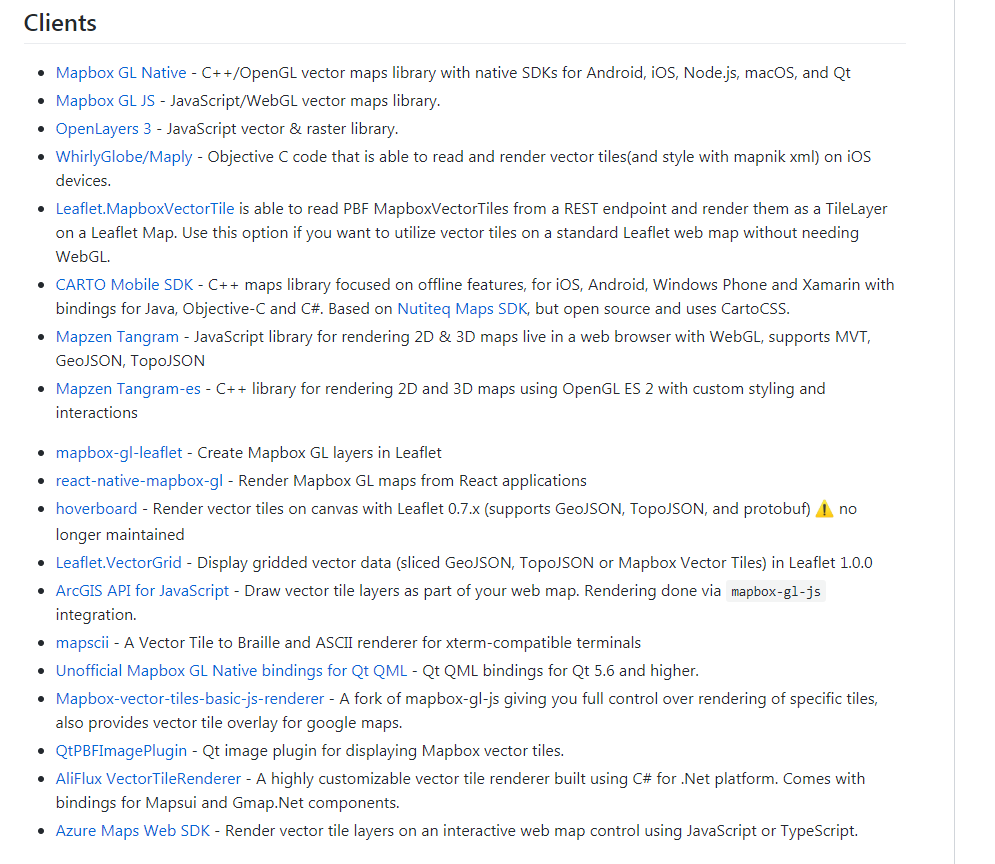 Clients
Mapbox GL Native - C++/OpenGL vector maps library with native SDKs for Android, iOS, Node.js, macOS, and Qt
Mapbox GL JS - JavaScript/WebGL vector maps library.
OpenLayers 3 - JavaScript vector & raster library.
WhirlyGlobe/Maply - Objective C code that is able to read and render vector tiles(and style with mapnik xml) on iOS
devices.
Leaflet.MapboxVectorTile is able to read PBF MapboxVectorTiles from a REST endpoint and render them as a TileLayer
on a Leaflet Map. Use this option if you want to utilize vector tiles on a standard Leaflet web map without needing
WebGL.
CARTO Mobile SDK - C++ maps library focused on offline features, for iOS, Android, Windows Phone and Xamarin with
bindings for Java, Objective-C and C#. Based on Nutiteq Maps SDK, but open source and uses CartoCSS.
Mapzen Tangram - JavaScript library for rendering 2D & 3D maps live in a web browser with WebGL, supports MVT,
GeoJSON, TopoJSON
Mapzen Tangram-es - C++ library for rendering 2D and 3D maps using OpenGL ES 2 with custom styling and
interactions
mapbox-gl-leaflet - Create Mapbox GL layers in Leaflet
react-native-mapbox-gl - Render Mapbox GL maps from React applications
hoverboard - Render vector tiles on canvas with Leaflet 0.7.x (supports GeoJSON, TopoJSON, and protobuf) ⚠️ no
longer maintained
Leaflet.VectorGrid - Display gridded vector data (sliced GeoJSON, TopoJSON or Mapbox Vector Tiles) in Leaflet 1.0.0
ArcGIS API for JavaScript - Draw vector tile layers as part of your web map. Rendering done via mapbox-gl-js
integration.
mapscii - A Vector Tile to Braille and ASCII renderer for xterm-compatible terminals
Unofficial Mapbox GL Native bindings for Qt QML - Qt QML bindings for Qt 5.6 and higher.
Mapbox-vector-tiles-basic-js-renderer - A fork of mapbox-gl-js giving you full control over rendering of specific tiles,
also provides vector tile overlay for google maps.
QtPBFImagePlugin - Qt image plugin for displaying Mapbox vector tiles.
AliFlux VectorTileRenderer - A highly customizable vector tile renderer built using C# for .Net platform. Comes with
bindings for Mapsui and Gmap.Net components.
Azure Maps Web SDK - Render vector tile layers on an interactive web map control using JavaScript or TypeScript.